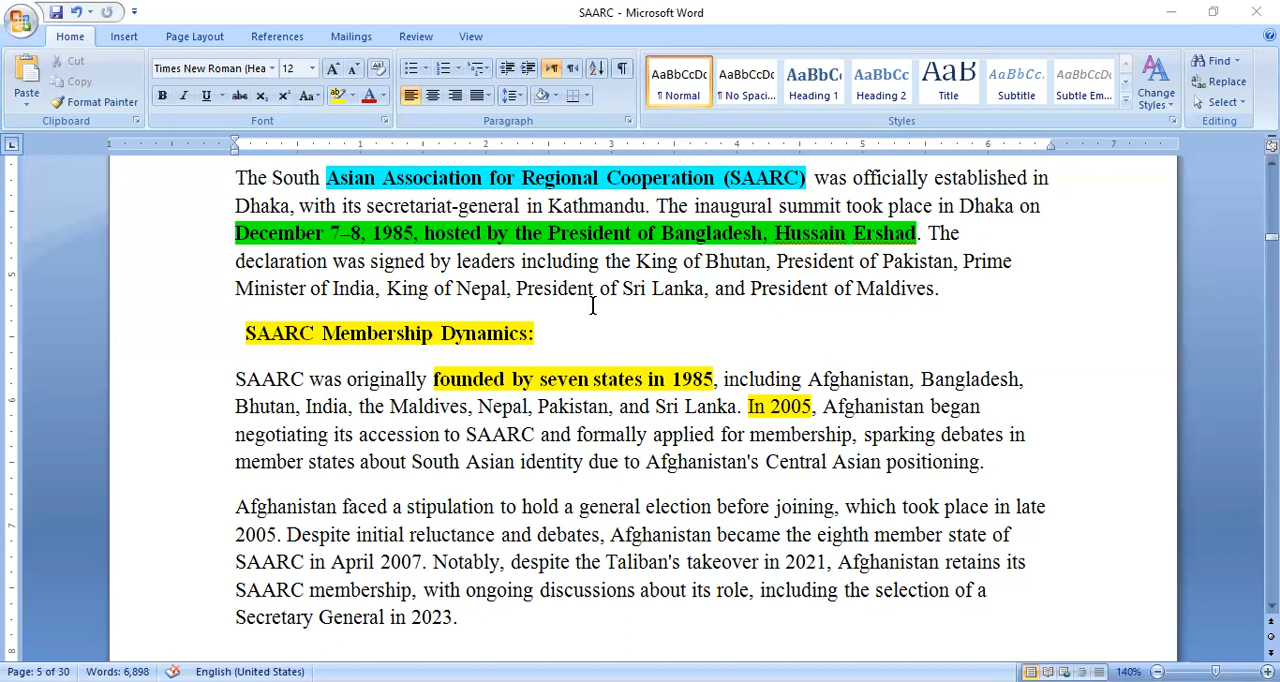 SAARC - Microsoft Word
Home Insert Page Layout References Mailings Review View
Paste Cut Copy Format Painter
Clipboard
Times New Roman (Hea 12
Font
Paragraph
AaBbCcDc AaBbCcDc AaBbC AaBbCc AaB AaBbCc. AaBbCcDc
¶ Normal ¶ No Spaci... Heading 1 Heading 2 Title Subtitle Subtle Em...
Change Styles
Styles
Find Replace Select
Editing
1 1 2 3 4 5 6 7
The South Asian Association for Regional Cooperation (SAARC) was officially established in
Dhaka, with its secretariat-general in Kathmandu. The inaugural summit took place in Dhaka on
December 7–8, 1985, hosted by the President of Bangladesh, Hussain Ershad. The
declaration was signed by leaders including the King of Bhutan, President of Pakistan, Prime
Minister of India, King of Nepal, President of Sri Lanka, and President of Maldives.
SAARC Membership Dynamics:
SAARC was originally founded by seven states in 1985, including Afghanistan, Bangladesh,
Bhutan, India, the Maldives, Nepal, Pakistan, and Sri Lanka. In 2005, Afghanistan began
negotiating its accession to SAARC and formally applied for membership, sparking debates in
member states about South Asian identity due to Afghanistan's Central Asian positioning.
Afghanistan faced a stipulation to hold a general election before joining, which took place in late
2005. Despite initial reluctance and debates, Afghanistan became the eighth member state of
SAARC in April 2007. Notably, despite the Taliban's takeover in 2021, Afghanistan retains its
SAARC membership, with ongoing discussions about its role, including the selection of a
Secretary General in 2023.
Page: 5 of 30 Words: 6,898 English (United States) 140%